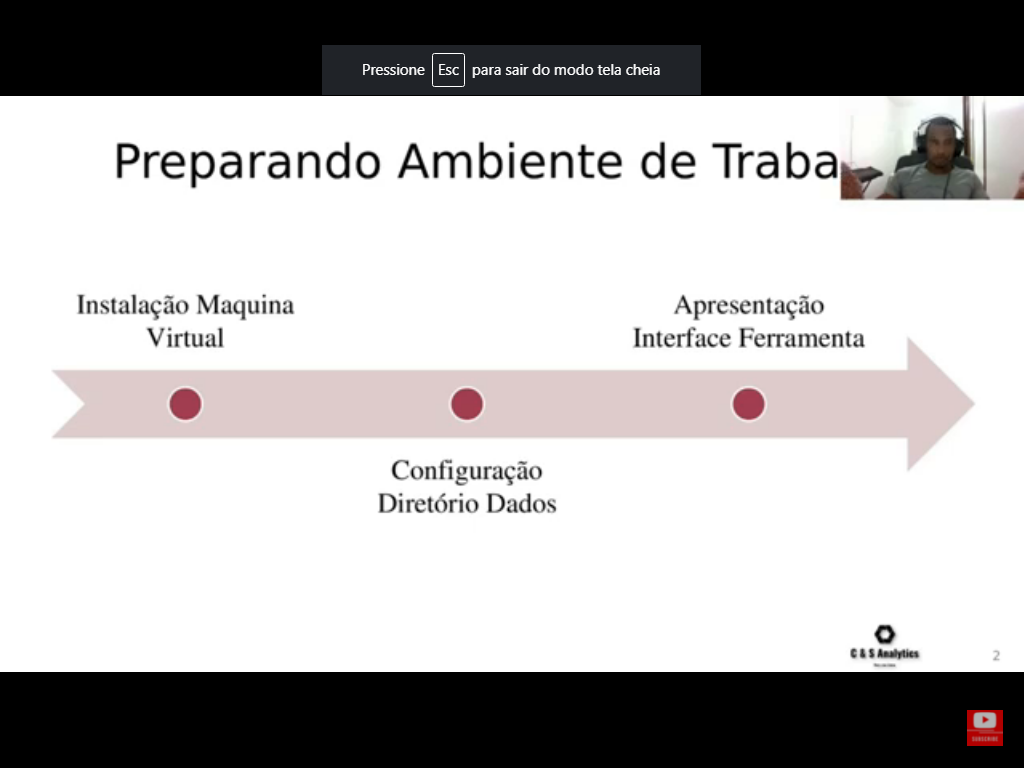 Pressione Esc para sair do modo tela cheia
Preparando Ambiente de Traba
Instalação Maquina
Virtual
Apresentação
Interface Ferramenta
Configuração
Diretório Dados
C & S Analytics
2
SUBSCRIBE